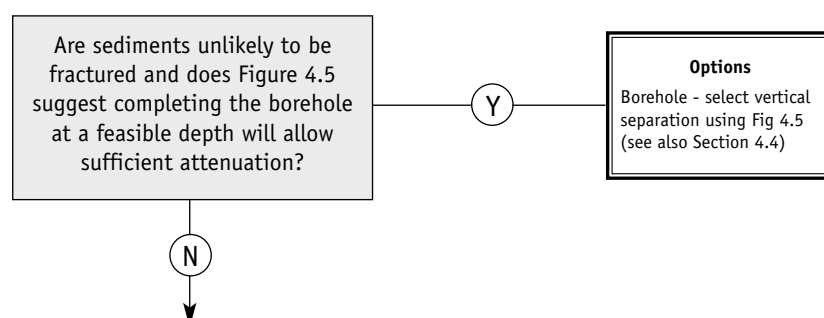 Are sediments unlikely to be
fractured and does Figure 4.5
suggest completing the borehole
at a feasible depth will allow
sufficient attenuation?
Y
Options
Borehole - select vertical
separation using Fig 4.5
(see also Section 4.4)
N